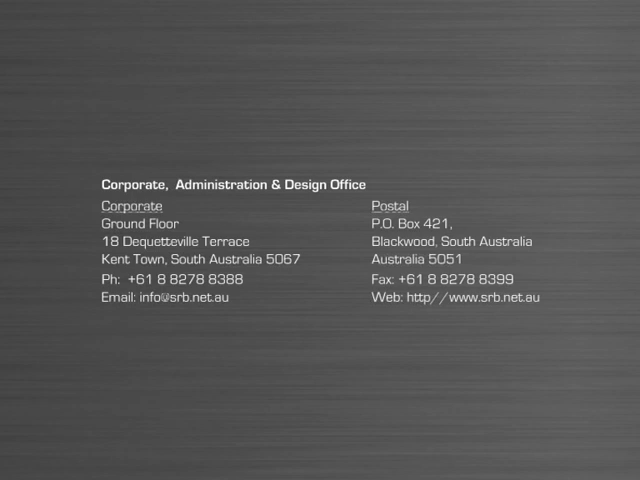 Corporate, Administration & Design Office
Corporate
Ground Floor
18 Dequetteville Terrace
Kent Town, South Australia 5067
Ph: +61 8 8278 8388
Email: info@srb.net.au
Postal
P.O. Box 421,
Blackwood, South Australia
Australia 5051
Fax: +61 8 8278 8399
Web: http//www.srb.net.au